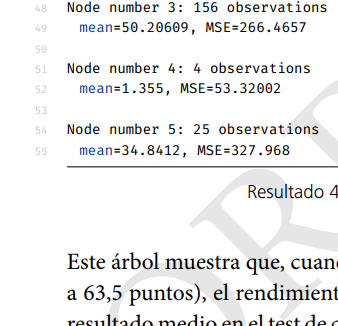 48 Node number 3: 156 observations
49 mean=50.20609, MSE=266.4657
50
51 Node number 4: 4 observations
52 mean=1.355, MSE=53.32002
53
54 Node number 5: 25 observations
55 mean=34.8412, MSE=327.968
Resultado 4
Este árbol muestra que, cuan
a 63,5 puntos), el rendimient
resultado medio en el test de